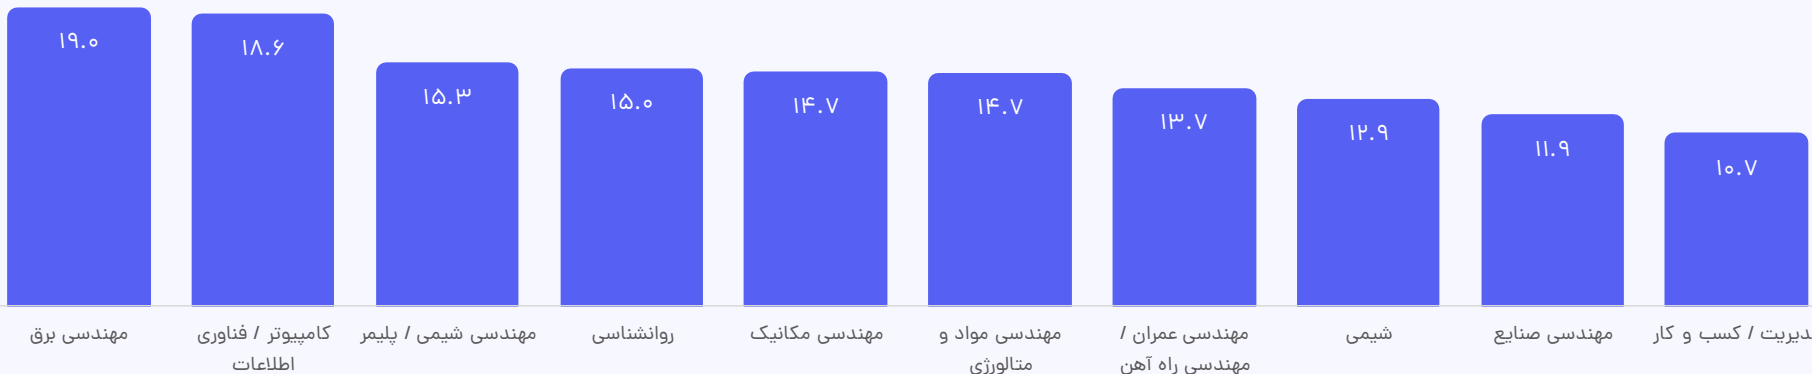 ۱۹.۰
۱۸.۶
۱۵.۳
۱۵.۰
۱۴.۷
۱۴.۷
۱۳.۷
۱۲.۹
۱۱.۹
۱۰.۷
مهندسی برق
کامپیوتر / فناوری
اطلاعات
مهندسی شیمی / پلیمر
روانشناسی
مهندسی مکانیک
مهندسی مواد و
متالورژی
مهندسی عمران /
مهندسی راه آهن
شیمی
مهندسی صنایع
/ کسب و کار